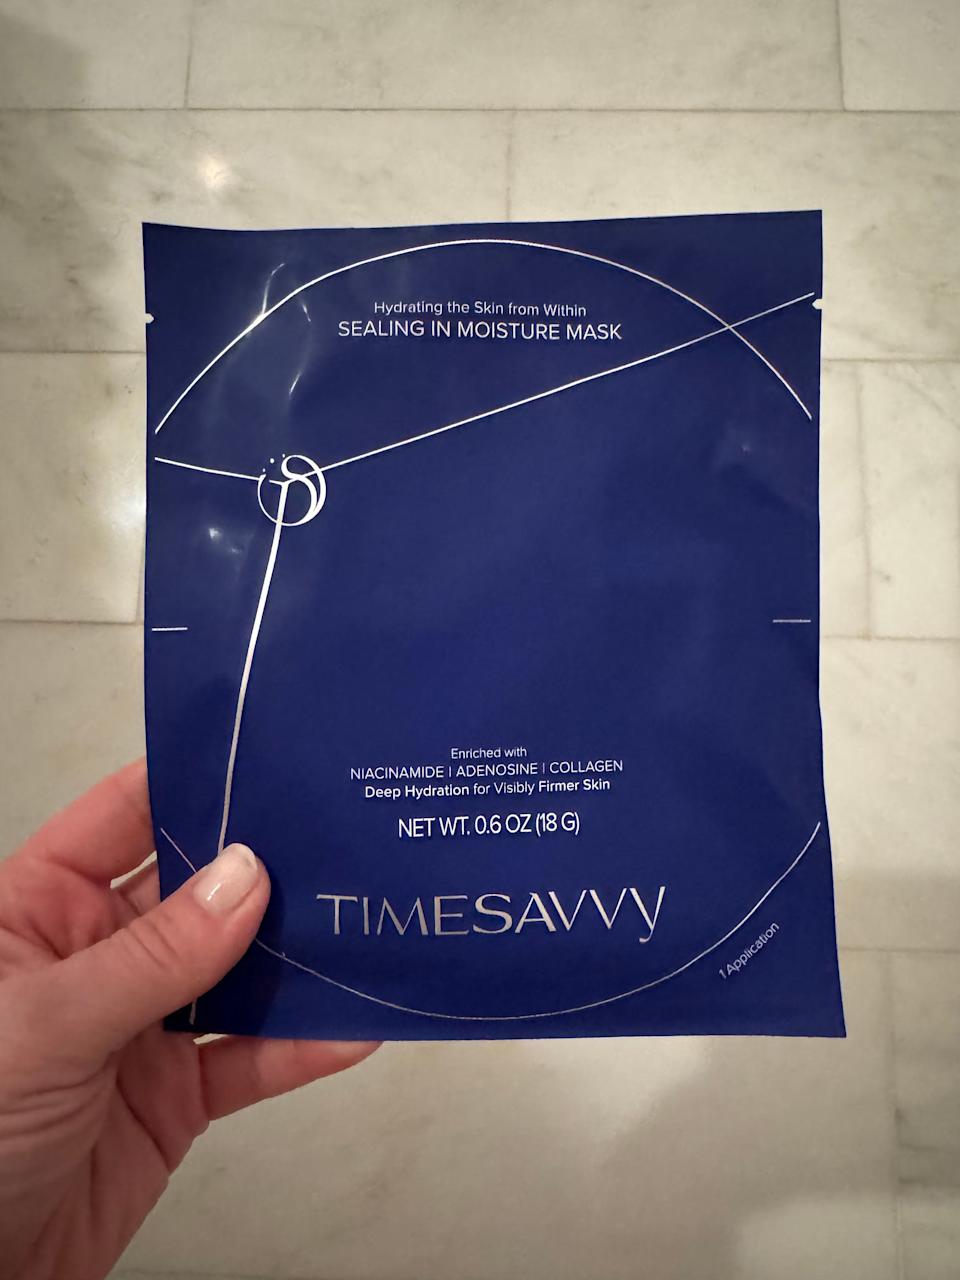 Hydrating the Skin from Within
SEALING IN MOISTURE MASK
Enriched with
NIACINAMIDE | ADENOSINE | COLLAGEN
Deep Hydration for Visibly Firmer Skin
NET WT. 0.6 OZ (18 G)
TIMESAVVY
1 Application